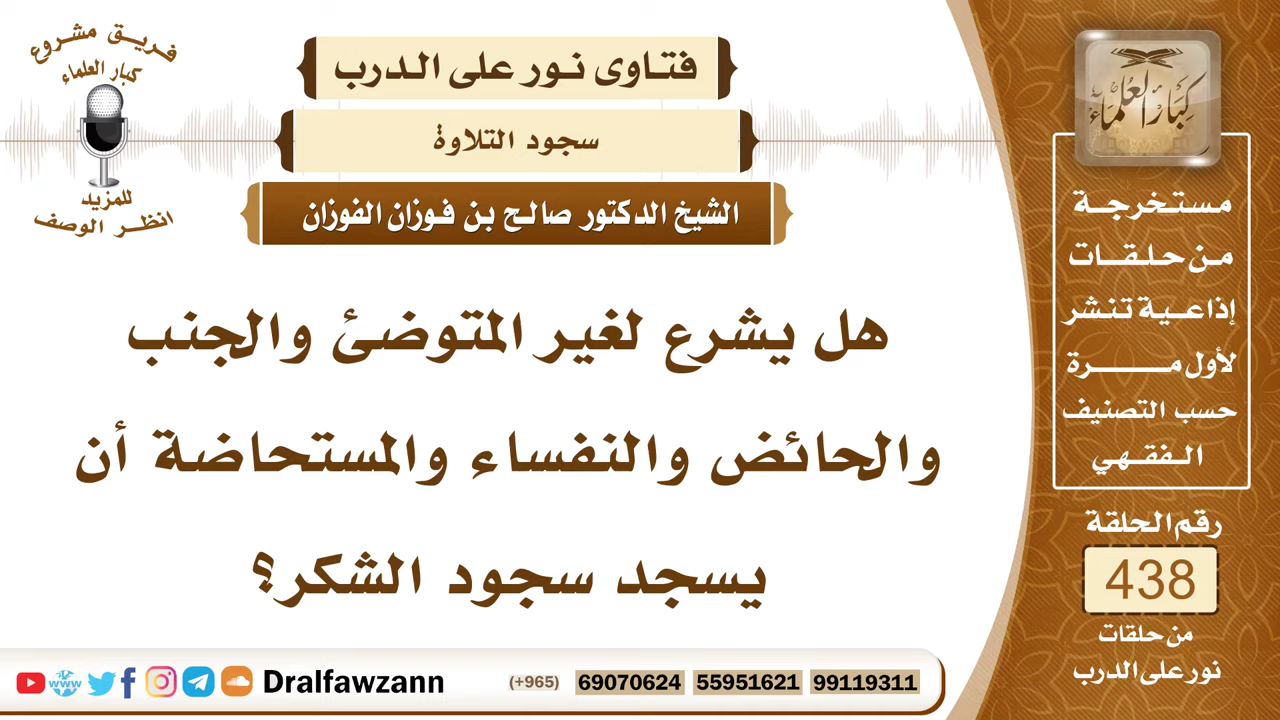 فريق مشروع
كبار العلماء
للمزيد
انظر الوصف
فتاوى نور على الدرب
سجود التلاوة
الشيخ الدكتور صالح بن فوزان الفوزان
هل يشرع لغير المتوضئ والجنب
والحائض والنفساء والمستحاضة أن
يسجد سجود الشكر؟
كبار العلماء
مستخرجة
من حلقات
إذاعية تنشر
لأول مرة
حسب التصنيف
الفقهي
رقم الحلقة
438
من حلقات
نور على الدرب
www Dralfawzann (+965) 69070624 55951621 99119311